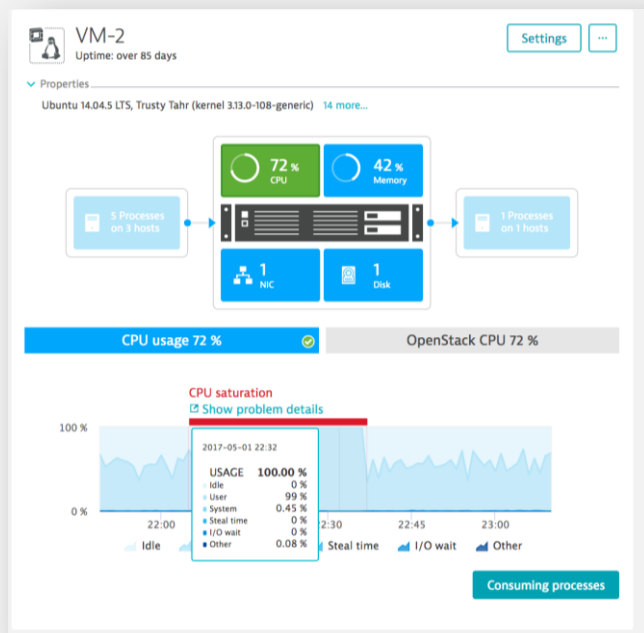 VM-2
Uptime: over 85 days
Settings
...
Properties
Ubuntu 14.04.5 LTS, Trusty Tahr (kernel 3.13.0-108-generic) 14 more...
72 %
CPU
42 %
Memory
5 Processes
on 3 hosts
1 Processes
on 1 hosts
1
NIC
1
Disk
CPU usage 72 %
OpenStack CPU 72 %
CPU saturation
Show problem details
100 %
0 %
2017-05-01 22:32
USAGE 100.00 %
Idle 0 %
User 99 %
System 0.45 %
Steal time 0 %
I/O wait 0 %
Other 0.08 %
22:00 2:30 22:45 23:00
Idle Steal time I/O wait Other
Consuming processes